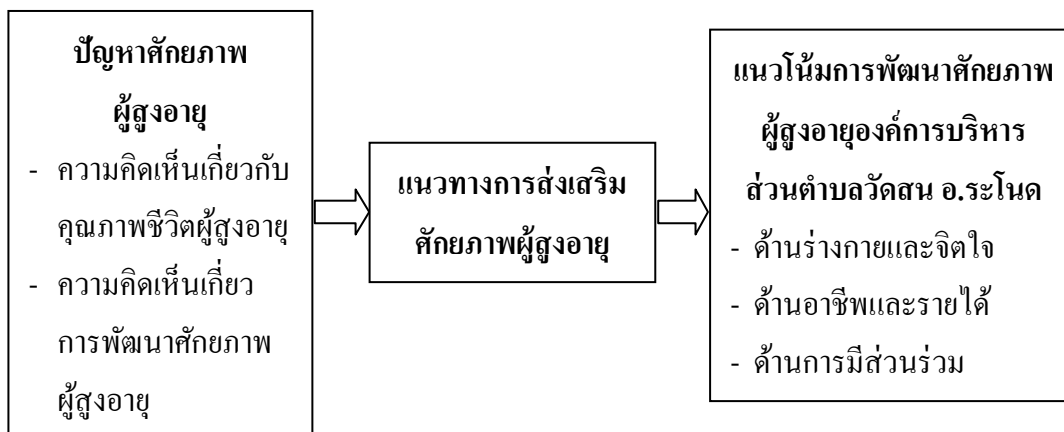 ปัญหาศักยภาพ
ผู้สูงอายุ
- ความคิดเห็นเกี่ยวกับ
คุณภาพชีวิตผู้สูงอายุ
- ความคิดเห็นเกี่ยว
การพัฒนาศักยภาพ
ผู้สูงอายุ
แนวทางการส่งเสริม
ศักยภาพผู้สูงอายุ
แนวโน้มการพัฒนาศักยภาพ
ผู้สูงอายุองค์การบริหาร
ส่วนตำบลวัดสน อ.ระโนด
- ด้านร่างกายและจิตใจ
- ด้านอาชีพและรายได้
- ด้านการมีส่วนร่วม